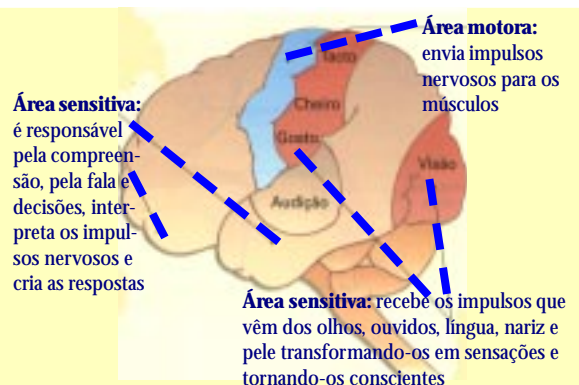 Área motora:
envia impulsos
nervosos para os
músculos
Área sensitiva:
é responsável
pela compreen-
são, pela fala e
decisões, inter-
preta os impul-
sos nervosos e
cria as respostas
Tacto
Cheiro
Gosto
Visão
Audição
Área sensitiva: recebe os impulsos que
vêm dos olhos, ouvidos, língua, nariz e
pele transformando-os em sensações e
tornando-os conscientes